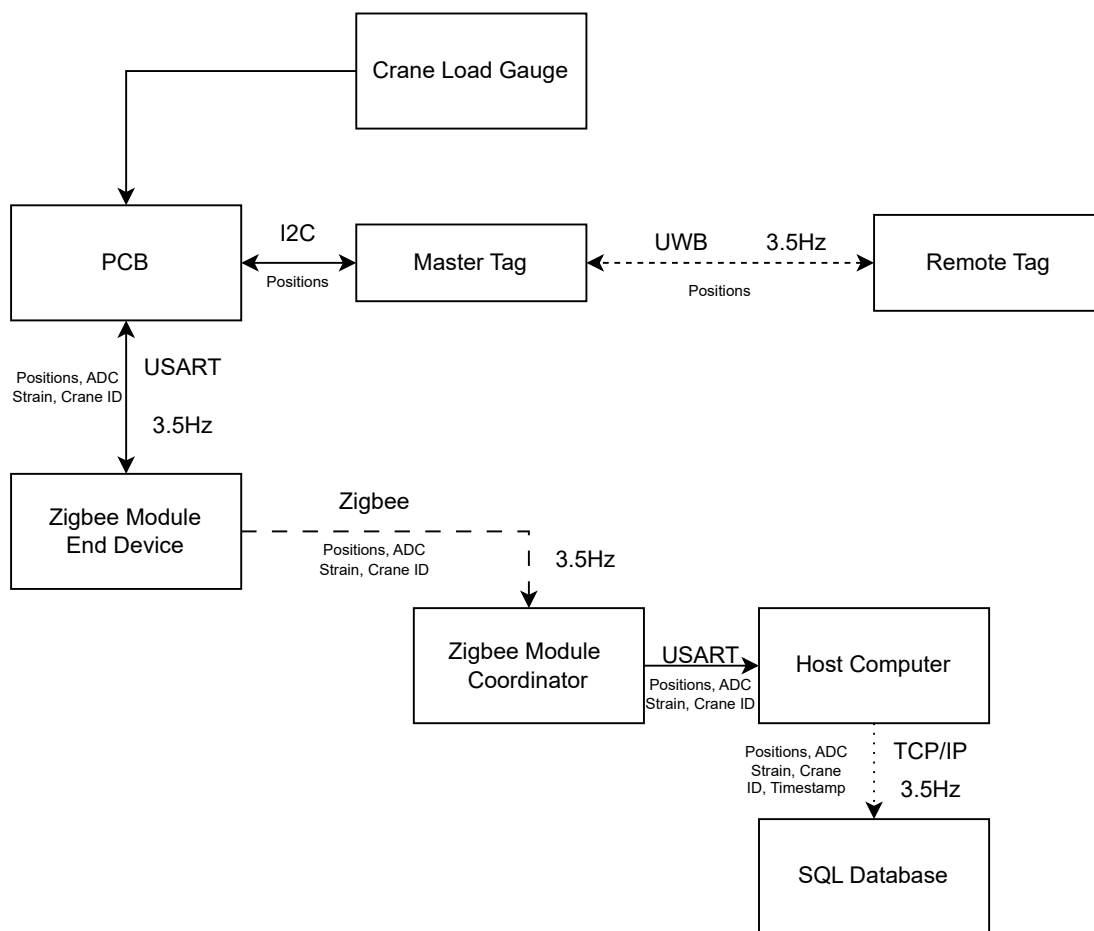 Crane Load Gauge
PCB
I2C
Positions
Master Tag
UWB
3.5Hz
Positions
Remote Tag
Positions, ADC
Strain, Crane ID
USART
3.5Hz
Zigbee Module
End Device
Zigbee
Positions, ADC
Strain, Crane ID
3.5Hz
Zigbee Module
Coordinator
USART
Positions, ADC
Strain, Crane ID
Host Computer
Positions, ADC
Strain, Crane
ID, Timestamp
TCP/IP
3.5Hz
SQL Database